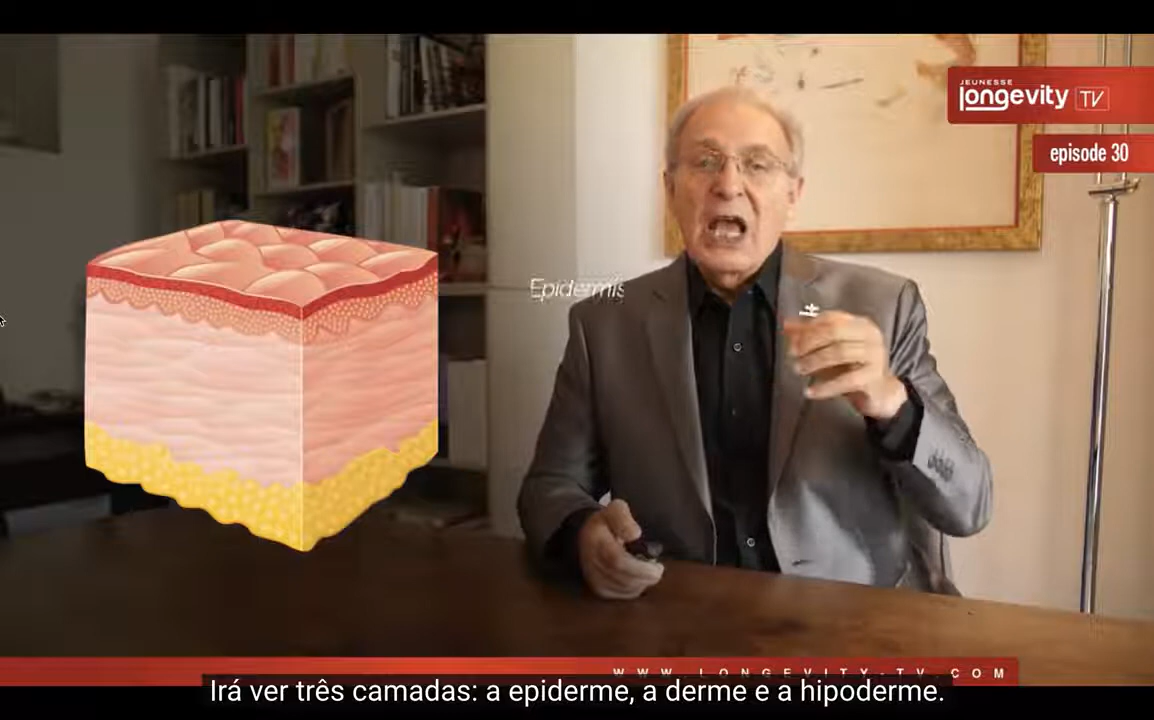 JEUNESSE
longevity TV
episode 30
Epidermis
WWW.LONGEVITY-TV.COM
Irá ver três camadas: a epiderme, a derme e a hipoderme.